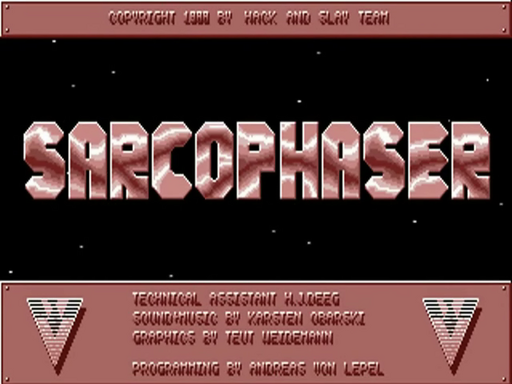 COPYRIGHT 1988 BY HACK AND SLAY TEAM
SARCOPHASER
TECHNICAL ASSISTANT H.J.DEEG
SOUND+MUSIC BY KARSTEN OBARSKI
GRAPHICS BY TEUT WEIDEMANN
PROGRAMMING BY ANDREAS VON LEPEL